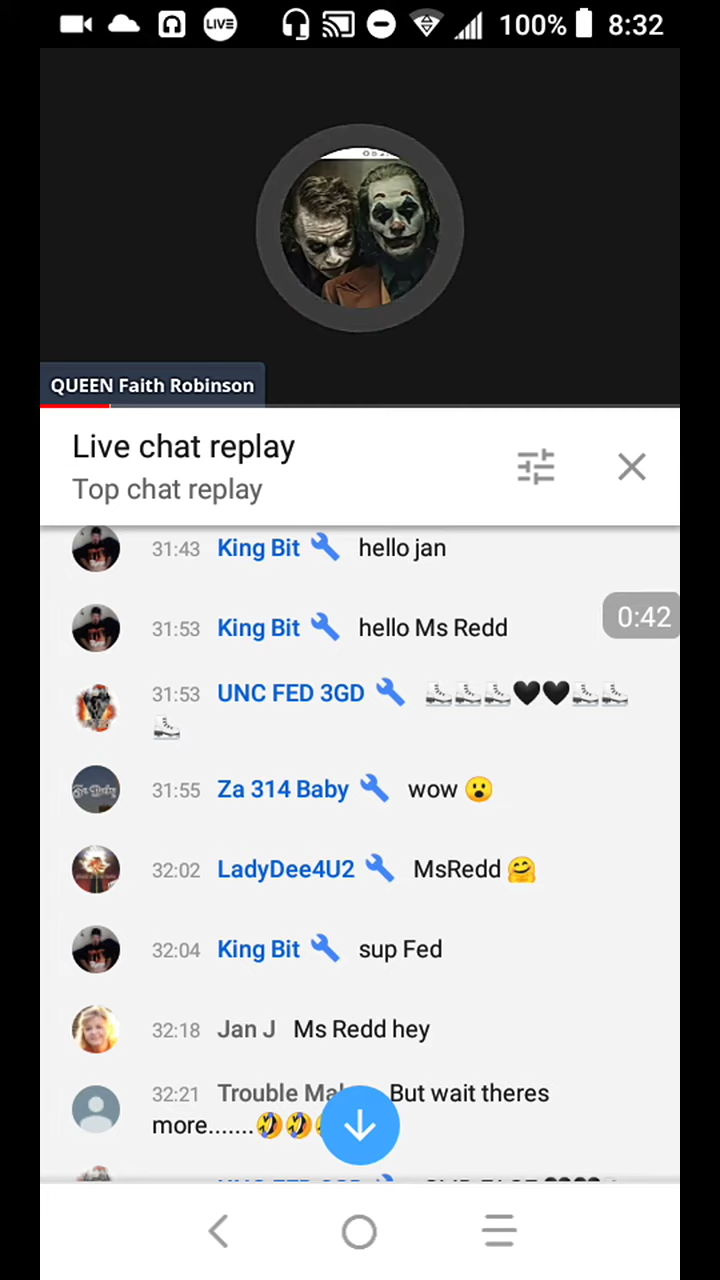 LIVE 100% 8:32
QUEEN Faith Robinson
Live chat replay
Top chat replay
31:43 King Bit hello jan
0:42
31:53 King Bit hello Ms Redd
31:53 UNC FED 3GD ⛸⛸⛸🖤🖤⛸⛸
⛸
31:55 Za 314 Baby wow 😮
32:02 LadyDee4U2 MsRedd 🤗
32:04 King Bit sup Fed
32:18 Jan J Ms Redd hey
32:21 Trouble But wait theres
more.......🤣🤣